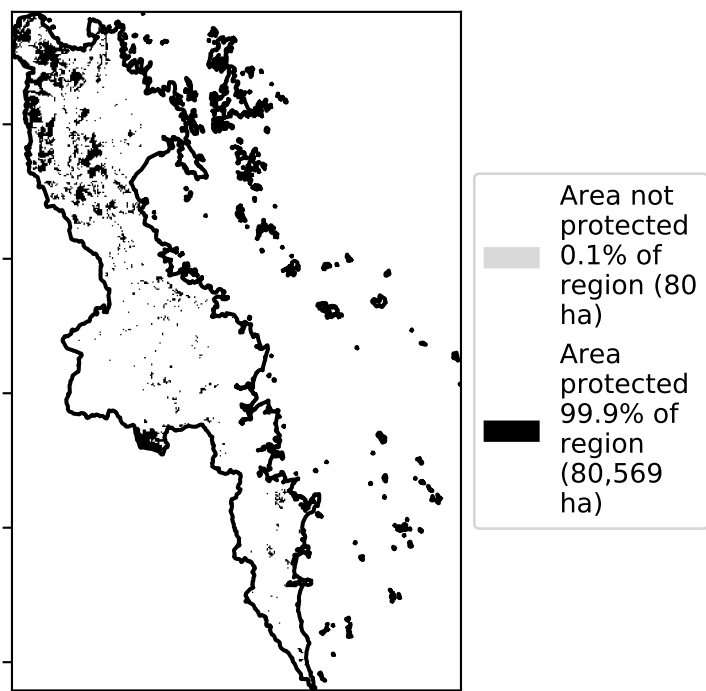 Area not
protected
0.1% of
region (80
ha)
Area
protected
99.9% of
region
(80,569
ha)